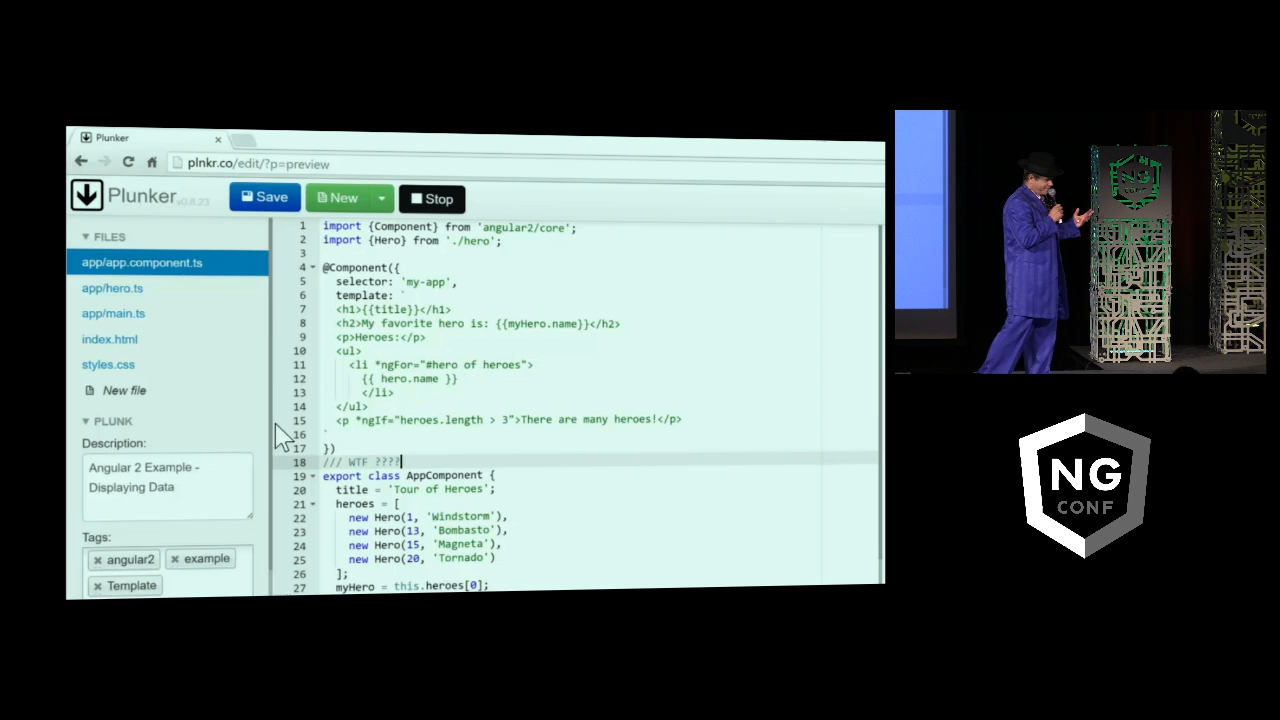 Plunker
plnkr.co/edit/?p=preview
Plunker v0.8.23
Save
New
Stop
FILES
app/app.component.ts
app/hero.ts
app/main.ts
index.html
styles.css
New file
PLUNK
Description:
Angular 2 Example -
Displaying Data
Tags:
angular2
example
Template
1 import {Component} from 'angular2/core';
2 import {Hero} from './hero';
3
4 @Component({
5 selector: 'my-app',
6 template: `
7 <h1>{{title}}</h1>
8 <h2>My favorite hero is: {{myHero.name}}</h2>
9 <p>Heroes:</p>
10 <ul>
11 <li *ngFor="#hero of heroes">
12 {{ hero.name }}
13 </li>
14 </ul>
15 <p *ngIf="heroes.length > 3">There are many heroes!</p>
16 `
17 })
18 /// WTF ????
19 export class AppComponent {
20 title = 'Tour of Heroes';
21 heroes = [
22 new Hero(1, 'Windstorm'),
23 new Hero(13, 'Bombasto'),
24 new Hero(15, 'Magneta'),
25 new Hero(20, 'Tornado')
26 ];
27 myHero = this.heroes[0];
NG
CONF
NG
CONF